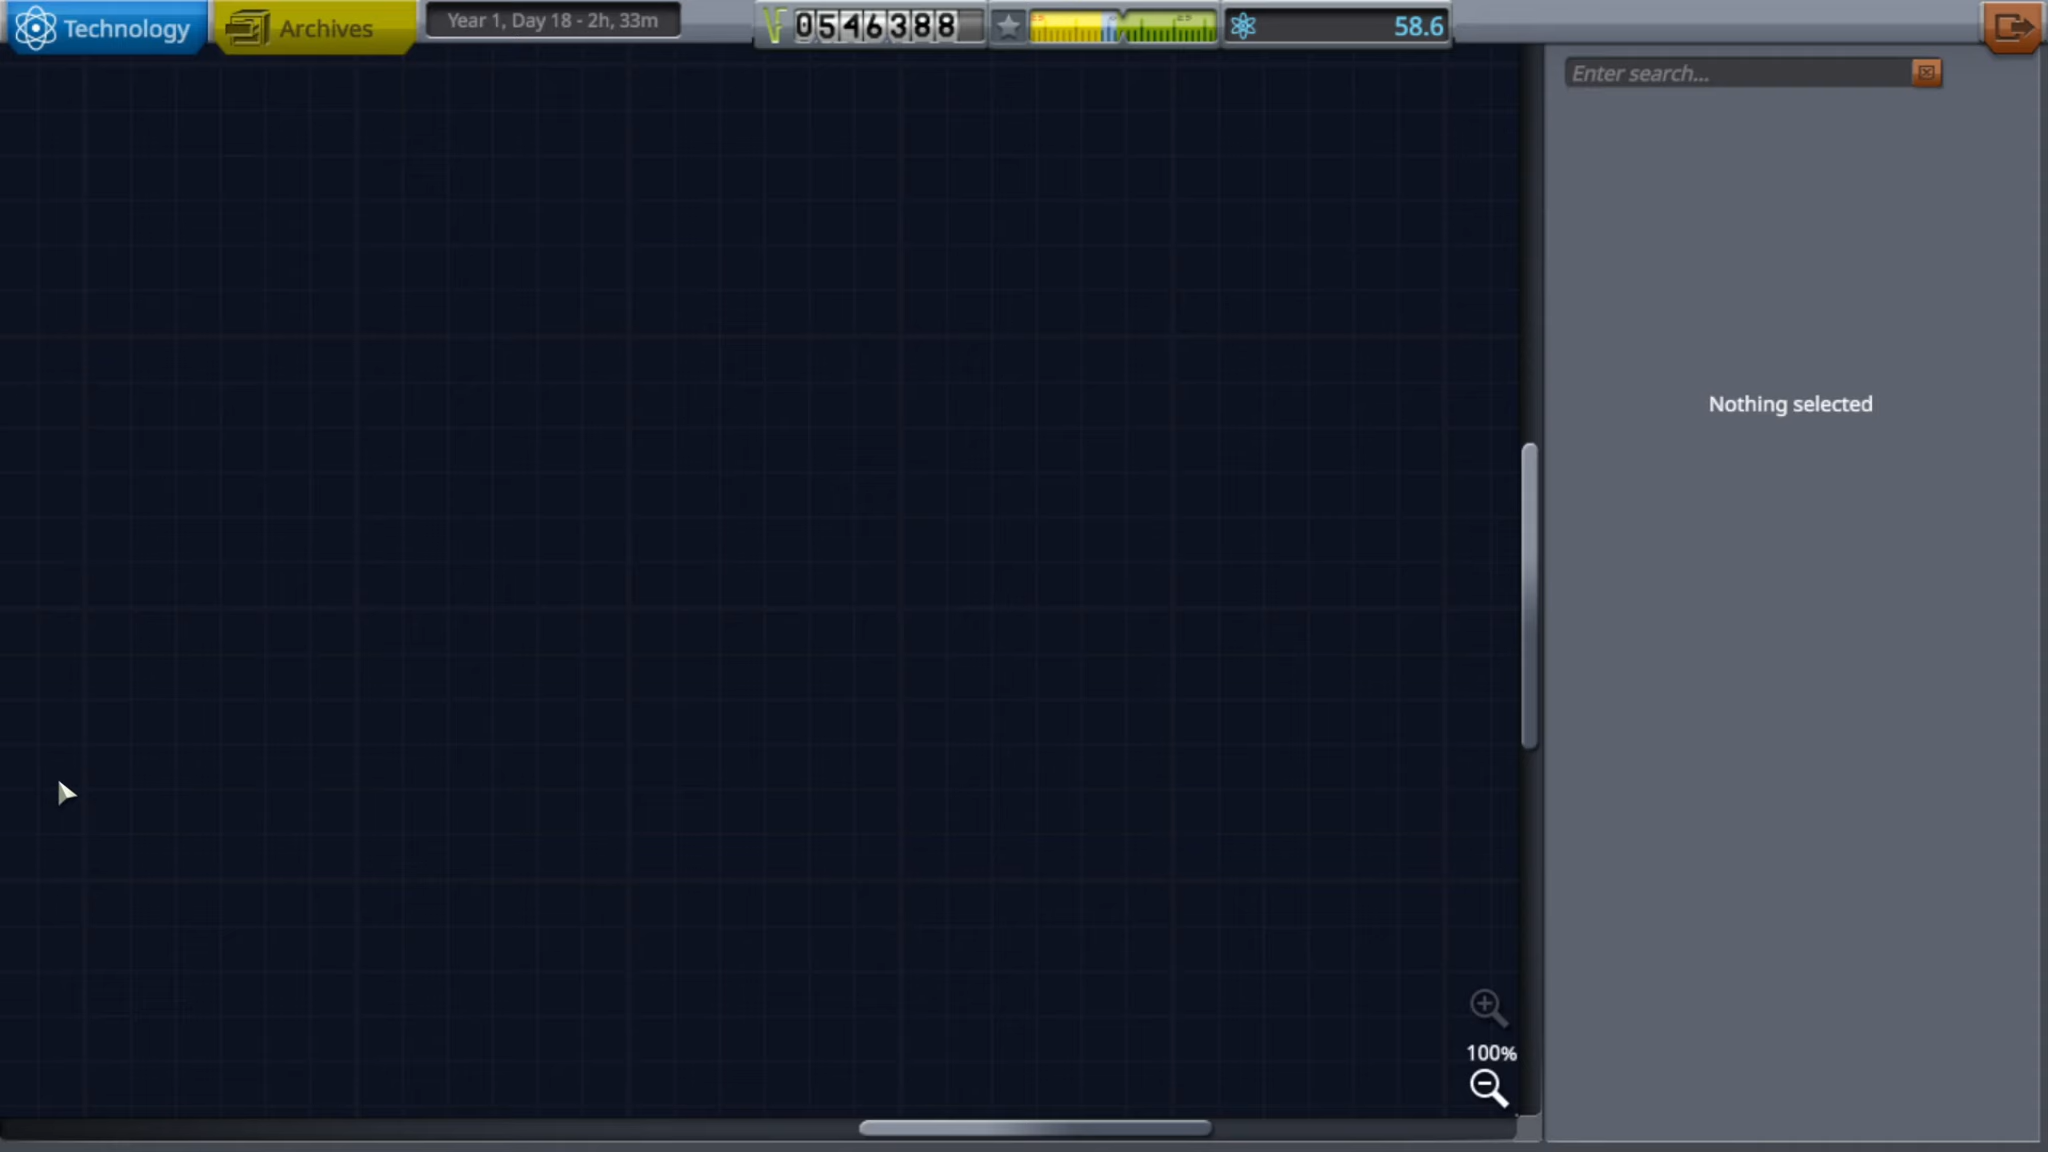 Technology
Archives
Year 1, Day 18 - 2h, 33m
0546388
58.6
Enter search...
Nothing selected
100%